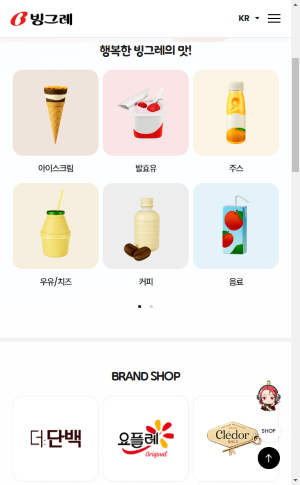 빙그레
KR
행복한 빙그레의 맛!
아이스크림
발효유
주스
우유/치즈
커피
음료
BRAND SHOP
더:단백
요플레
Original
Clédor
SHOP